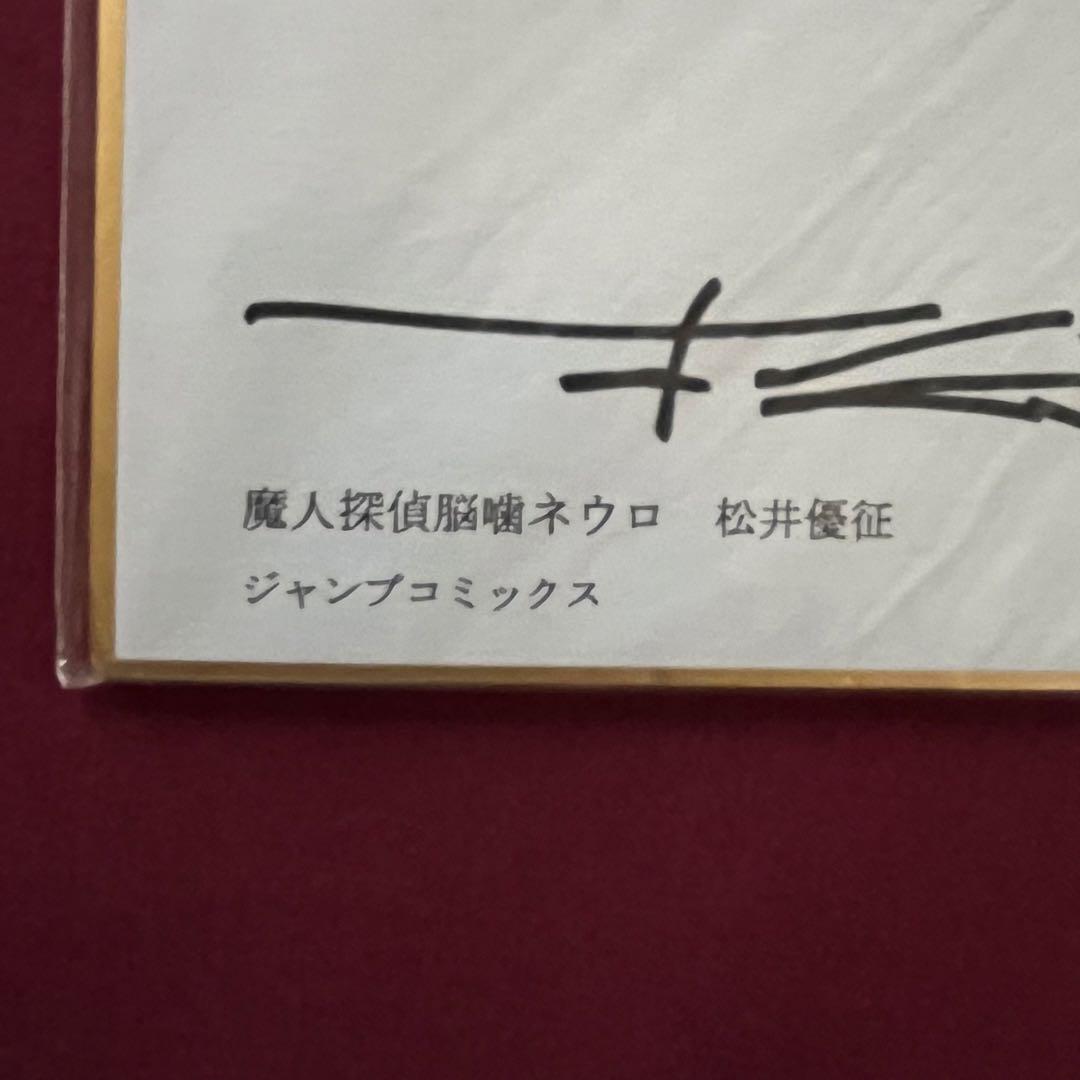 魔人探偵脳噛ネウロ　松井優征
ジャンプコミックス